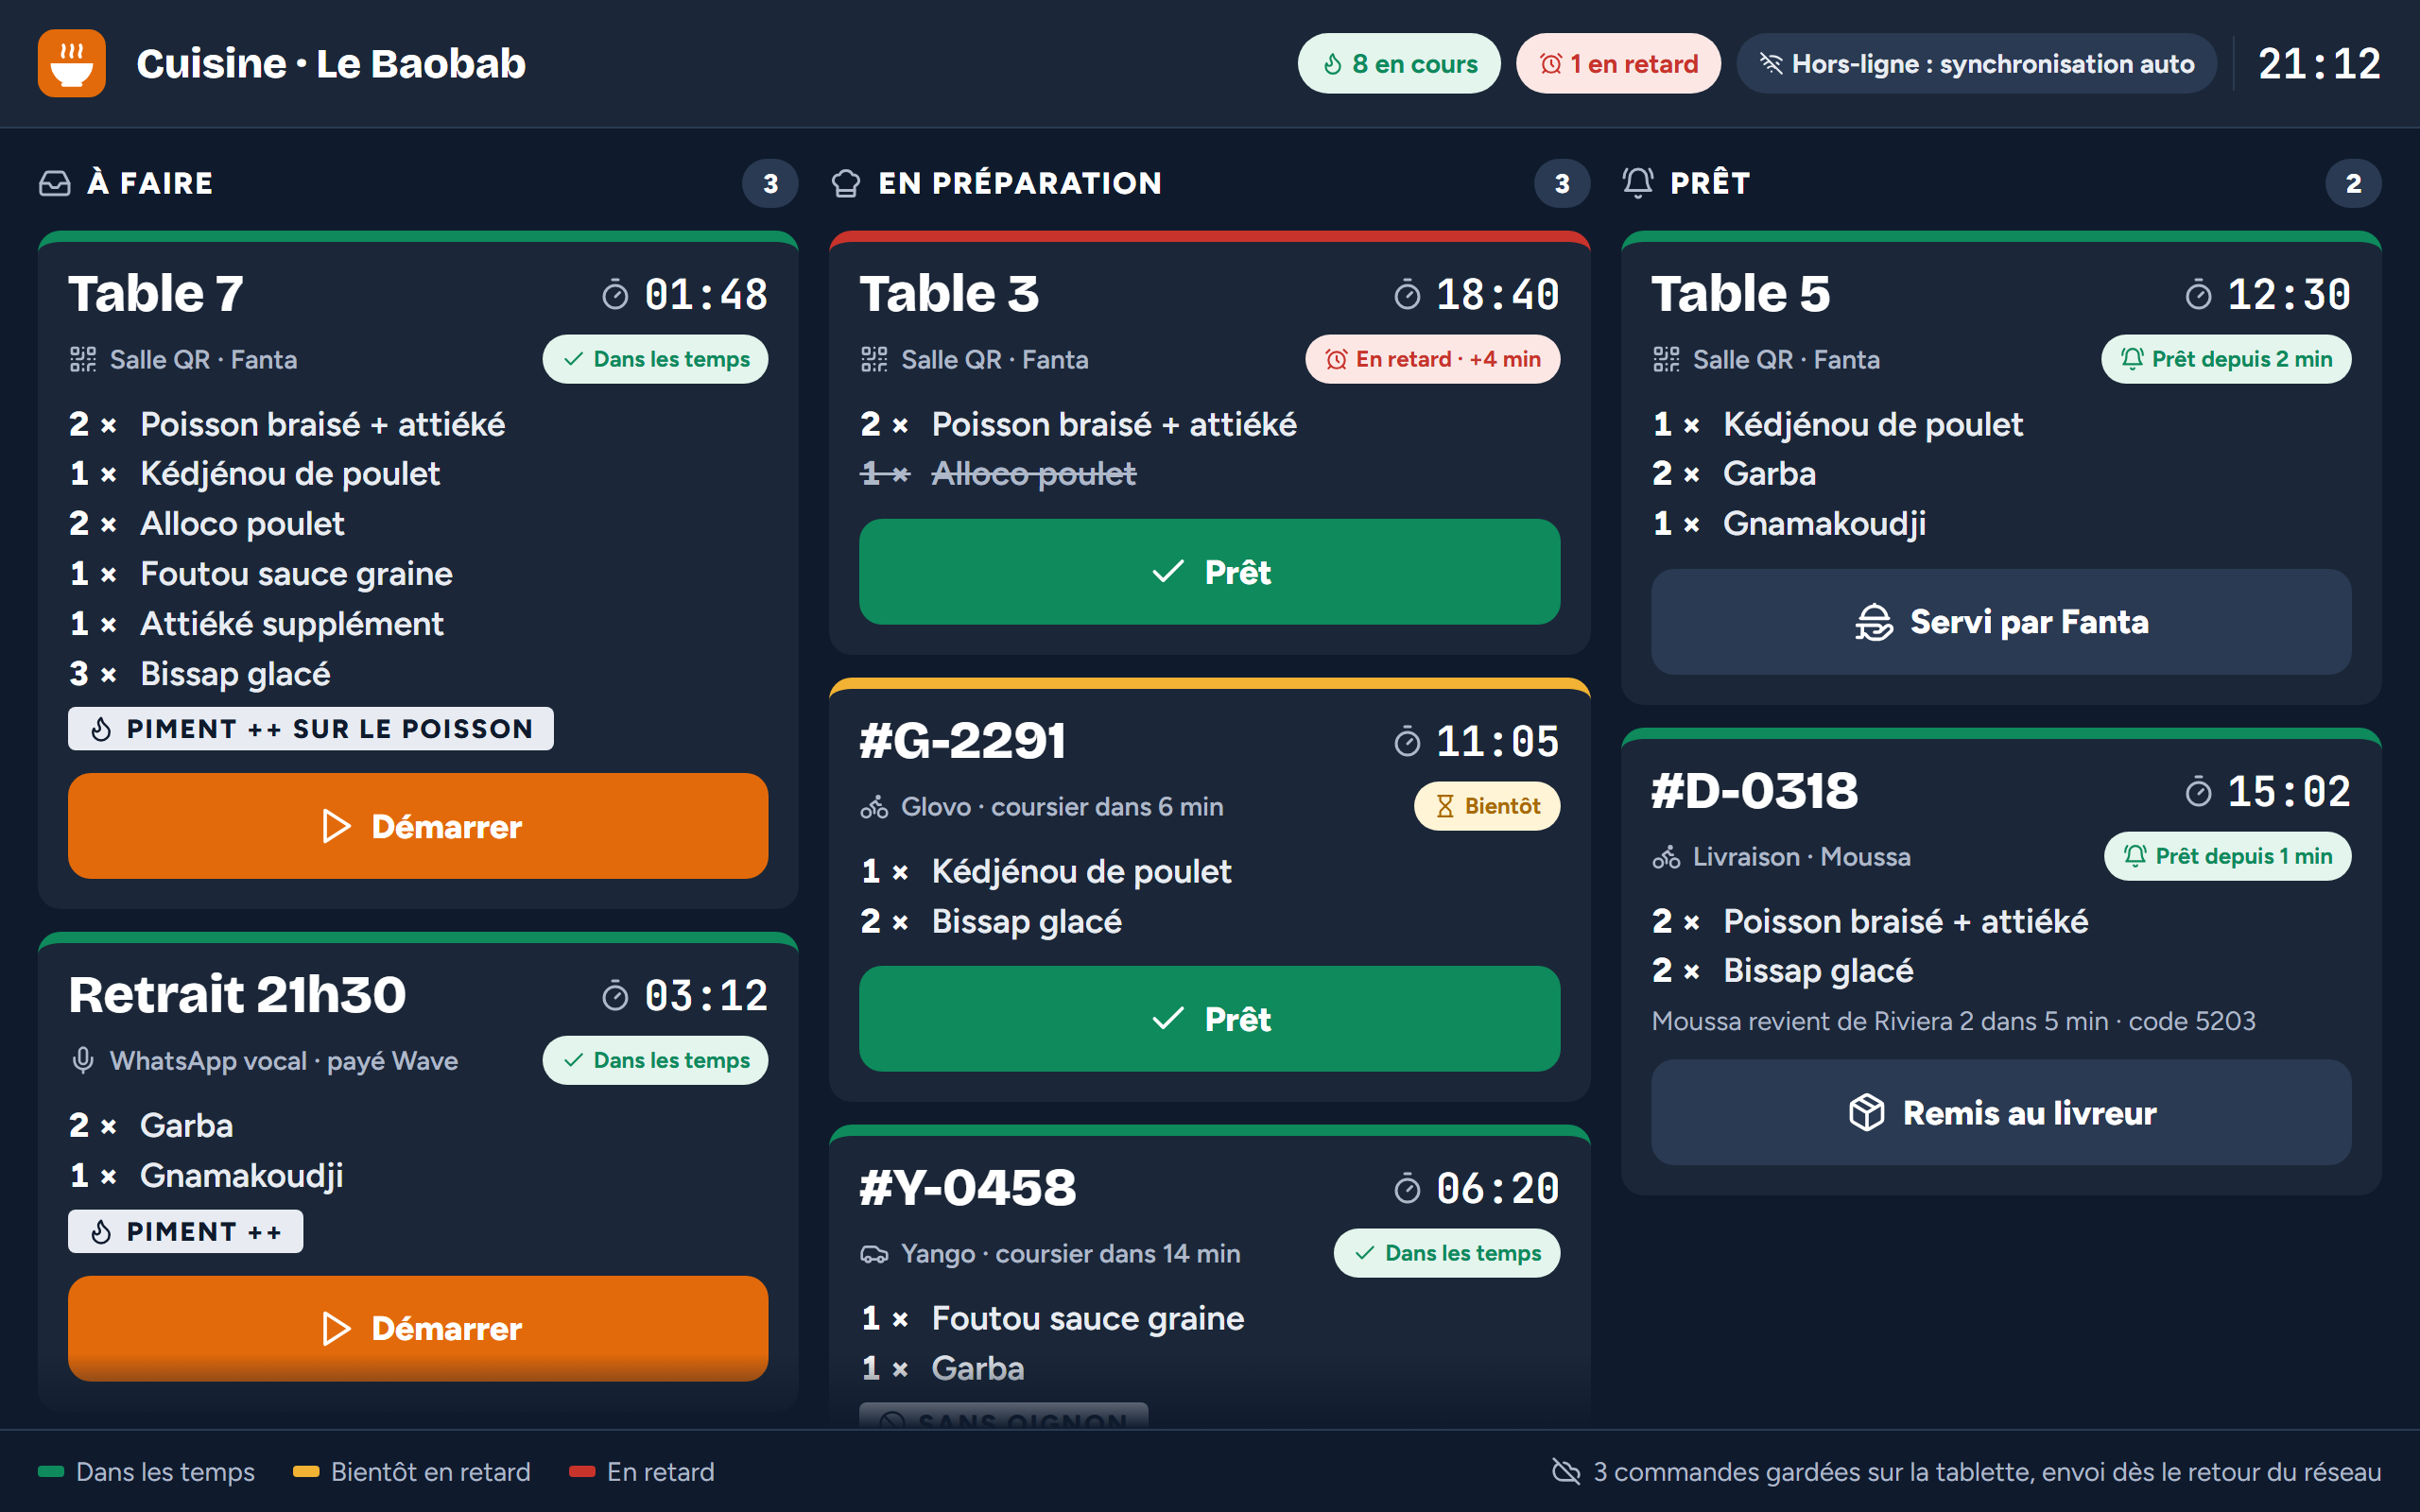 Cuisine · Le Baobab
8 en cours
1 en retard
Hors-ligne : synchronisation auto
21:12
À FAIRE
3
Table 7
01:48
Salle QR · Fanta
Dans les temps
2 × Poisson braisé + attiéké
1 × Kédjénou de poulet
2 × Alloco poulet
1 × Foutou sauce graine
1 × Attiéké supplément
3 × Bissap glacé
PIMENT ++ SUR LE POISSON
Démarrer
Retrait 21h30
03:12
WhatsApp vocal · payé Wave
Dans les temps
2 × Garba
1 × Gnamakoudji
PIMENT ++
Démarrer
EN PRÉPARATION
3
Table 3
18:40
Salle QR · Fanta
En retard · +4 min
2 × Poisson braisé + attiéké
1 × Alloco poulet
Prêt
#G-2291
11:05
Glovo · coursier dans 6 min
Bientôt
1 × Kédjénou de poulet
2 × Bissap glacé
Prêt
#Y-0458
06:20
Yango · coursier dans 14 min
Dans les temps
1 × Foutou sauce graine
1 × Garba
SANS OIGNON
PRÊT
2
Table 5
12:30
Salle QR · Fanta
Prêt depuis 2 min
1 × Kédjénou de poulet
2 × Garba
1 × Gnamakoudji
Servi par Fanta
#D-0318
15:02
Livraison · Moussa
Prêt depuis 1 min
2 × Poisson braisé + attiéké
2 × Bissap glacé
Moussa revient de Riviera 2 dans 5 min · code 5203
Remis au livreur
Dans les temps
Bientôt en retard
En retard
3 commandes gardées sur la tablette, envoi dès le retour du réseau